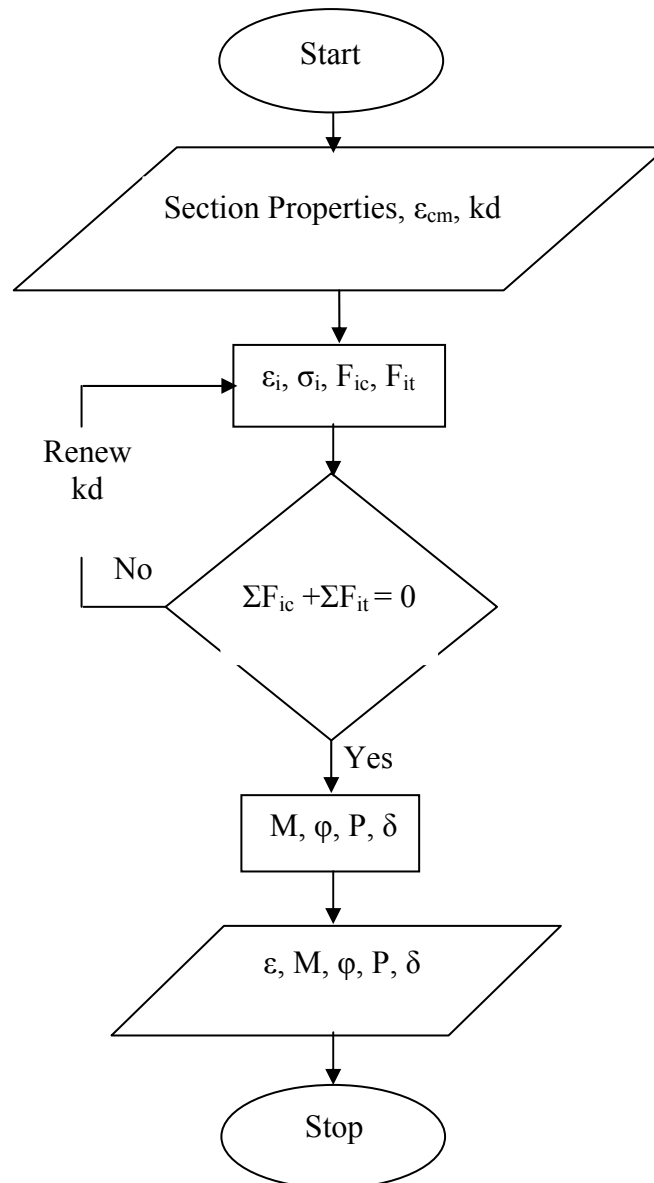 Start
Section Properties, εcm, kd
εi, σi, Fic, Fit
Renew
kd
No
ΣFic +ΣFit = 0
Yes
M, φ, P, δ
ε, M, φ, P, δ
Stop